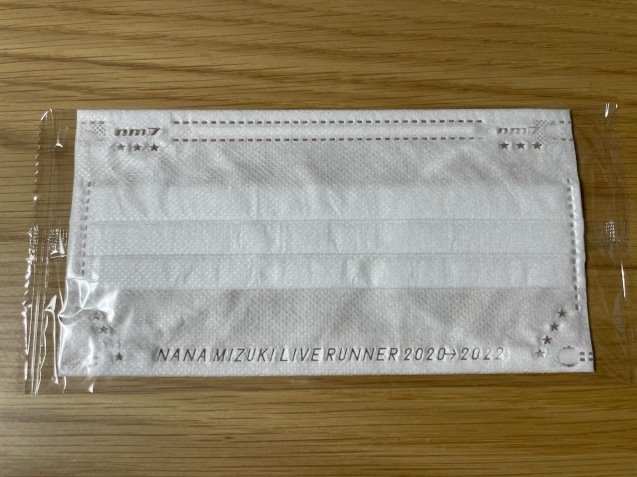 nm7 nm7
NANA MIZUKI LIVE RUNNER 2020→2022